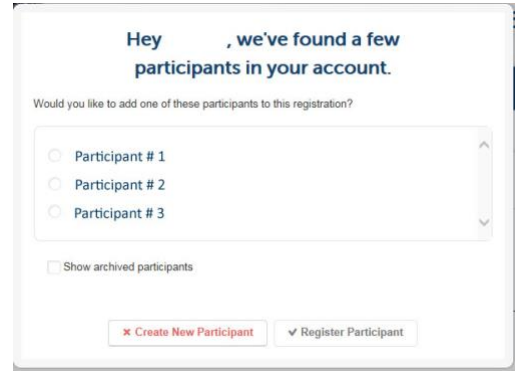 Hey , we've found a few
participants in your account.
Would you like to add one of these participants to this registration?
Participant # 1
Participant # 2
Participant # 3
Show archived participants
✖ Create New Participant ✔ Register Participant